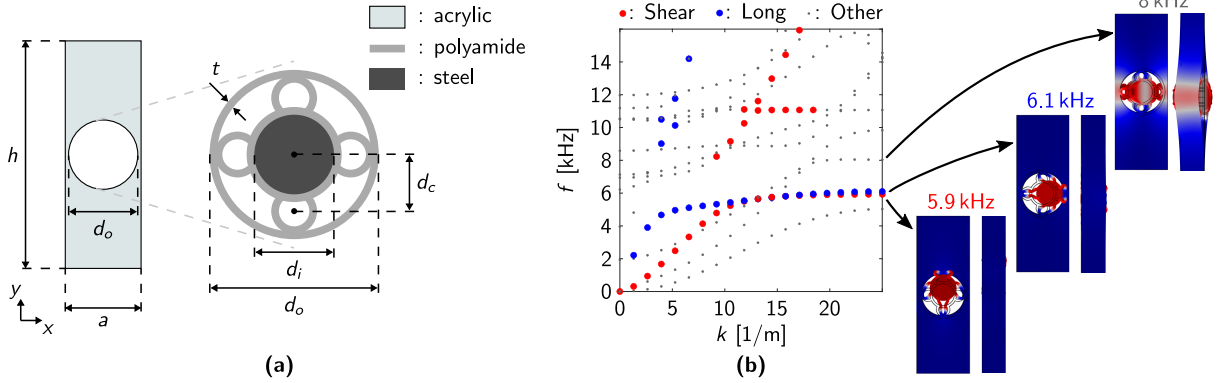 : acrylic
: polyamide
: steel
t
h
d_o
a
y
x
d_c
d_i
d_o
(a)
: Shear : Long : Other
14
12
10
8
6
4
2
0
f [kHz]
0 5 10 15 20
k [1/m]
(b)
5.9 kHz
6.1 kHz
8 kHz